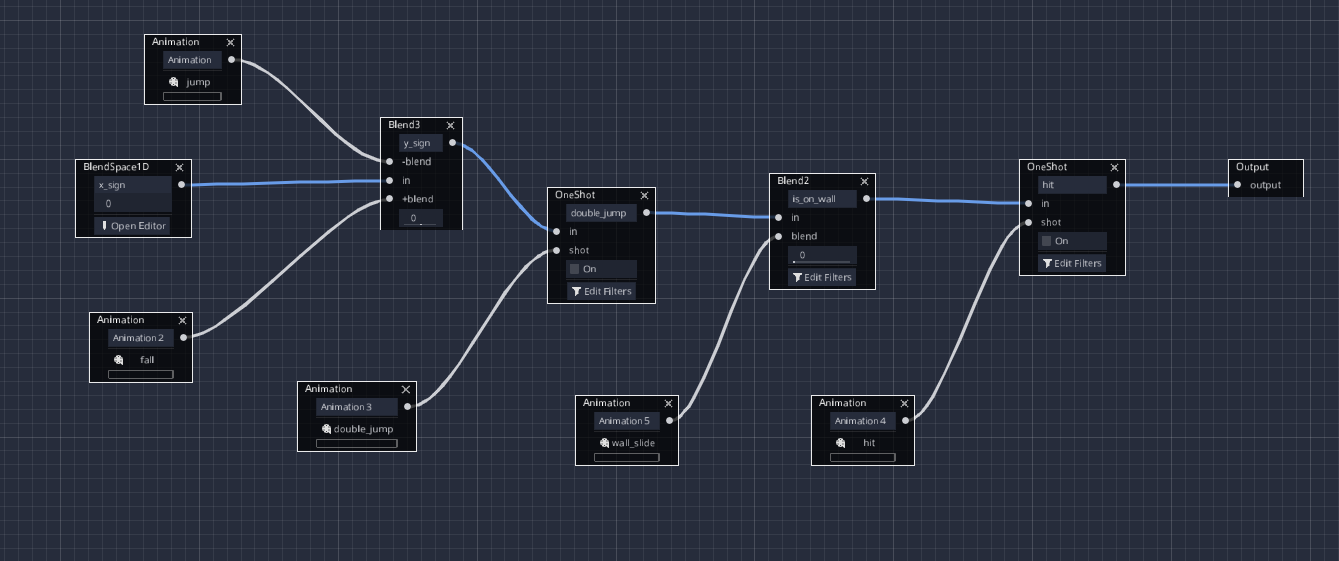 Animation
Animation
jump
BlendSpace1D
x_sign
0
Open Editor
Animation
Animation 2
fall
Blend3
y_sign
-blend
in
+blend
0
Animation
Animation 3
double_jump
OneShot
double_jump
in
shot
On
Edit Filters
Animation
Animation 5
wall_slide
Blend2
is_on_wall
in
blend
0
Edit Filters
Animation
Animation 4
hit
OneShot
hit
in
shot
On
Edit Filters
Output
output